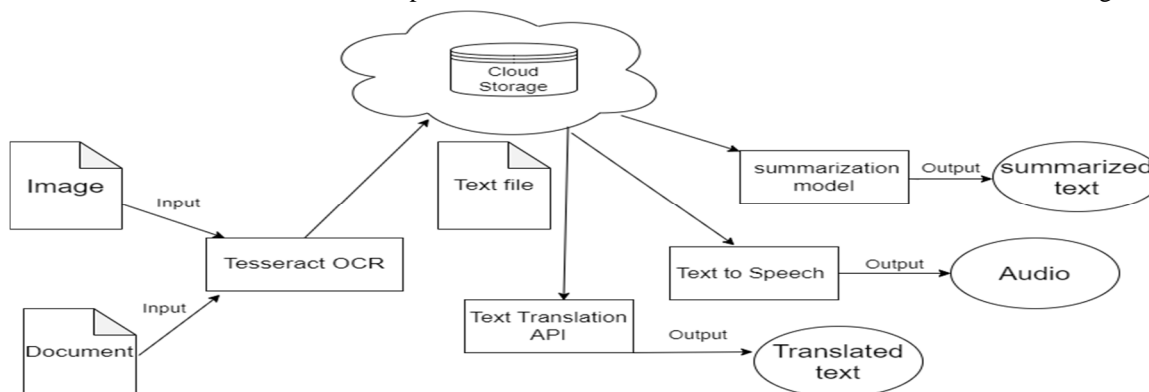 Cloud
Storage
Image
Input
Tesseract OCR
Input
Document
Text file
summarization
model
Output
summarized
text
Text to Speech
Output
Audio
Text Translation
API
Output
Translated
text